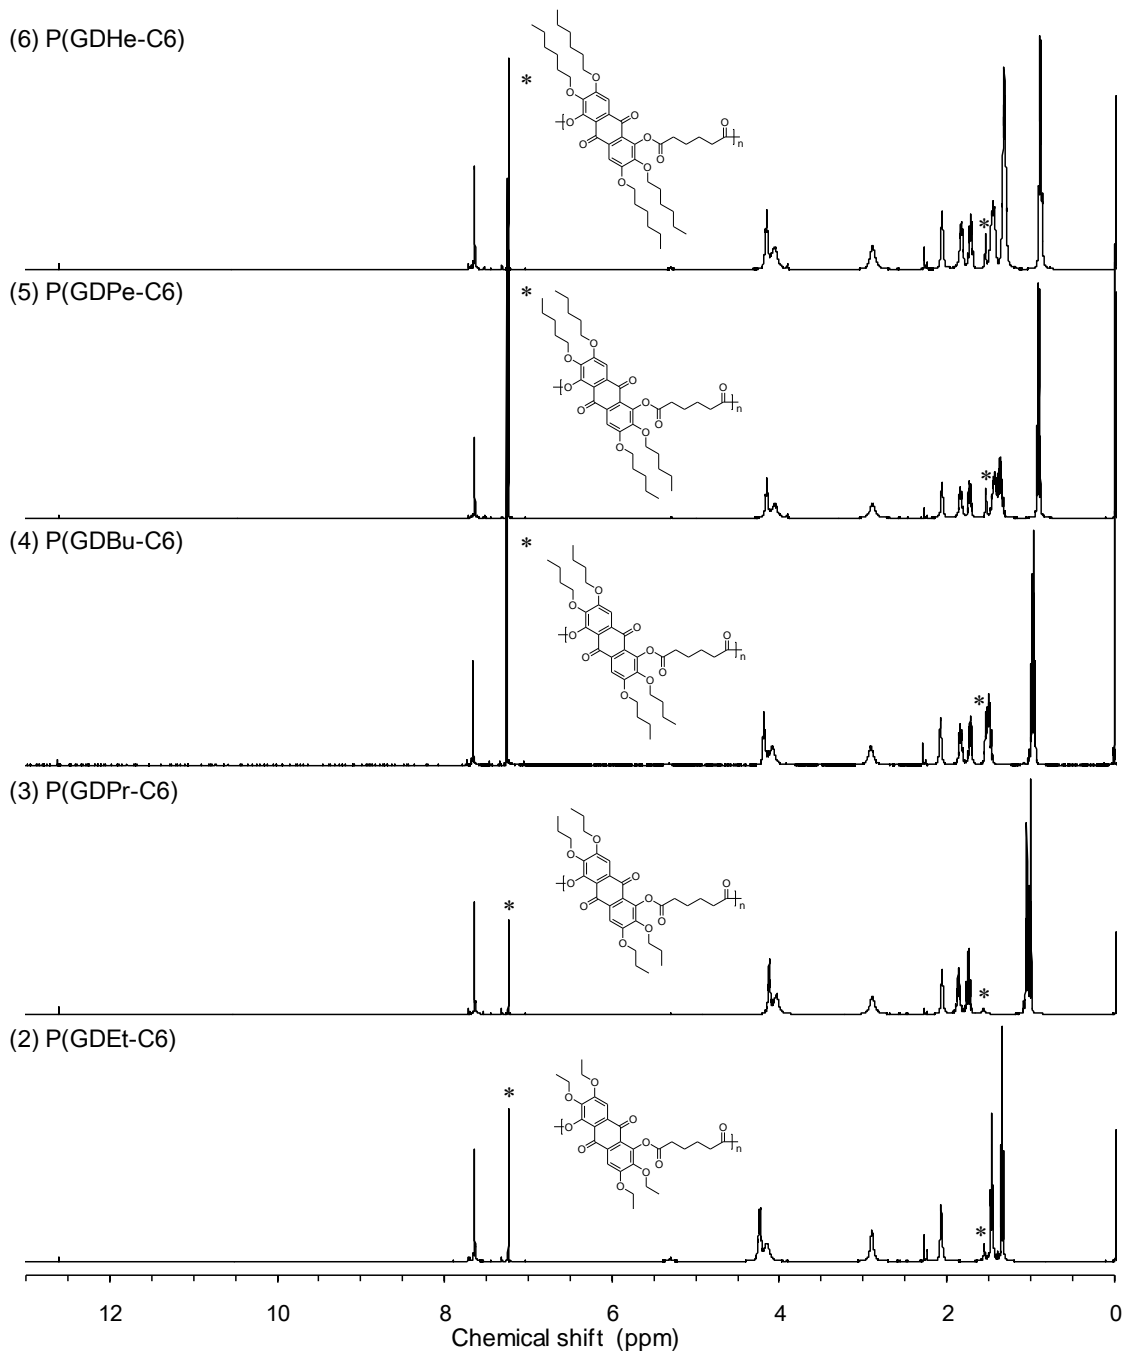 (6) P(GDHe-C6)
*
O
O
O
O
O
O
O
O
O
O
n
*
(5) P(GDPe-C6)
*
O
O
O
O
O
O
O
O
O
O
n
*
(4) P(GDBu-C6)
*
O
O
O
O
O
O
O
O
O
O
n
*
(3) P(GDPr-C6)
*
O
O
O
O
O
O
O
O
O
O
n
*
(2) P(GDEt-C6)
*
O
O
O
O
O
O
O
O
O
O
n
*
12 10 8 6 4 2 0
Chemical shift (ppm)